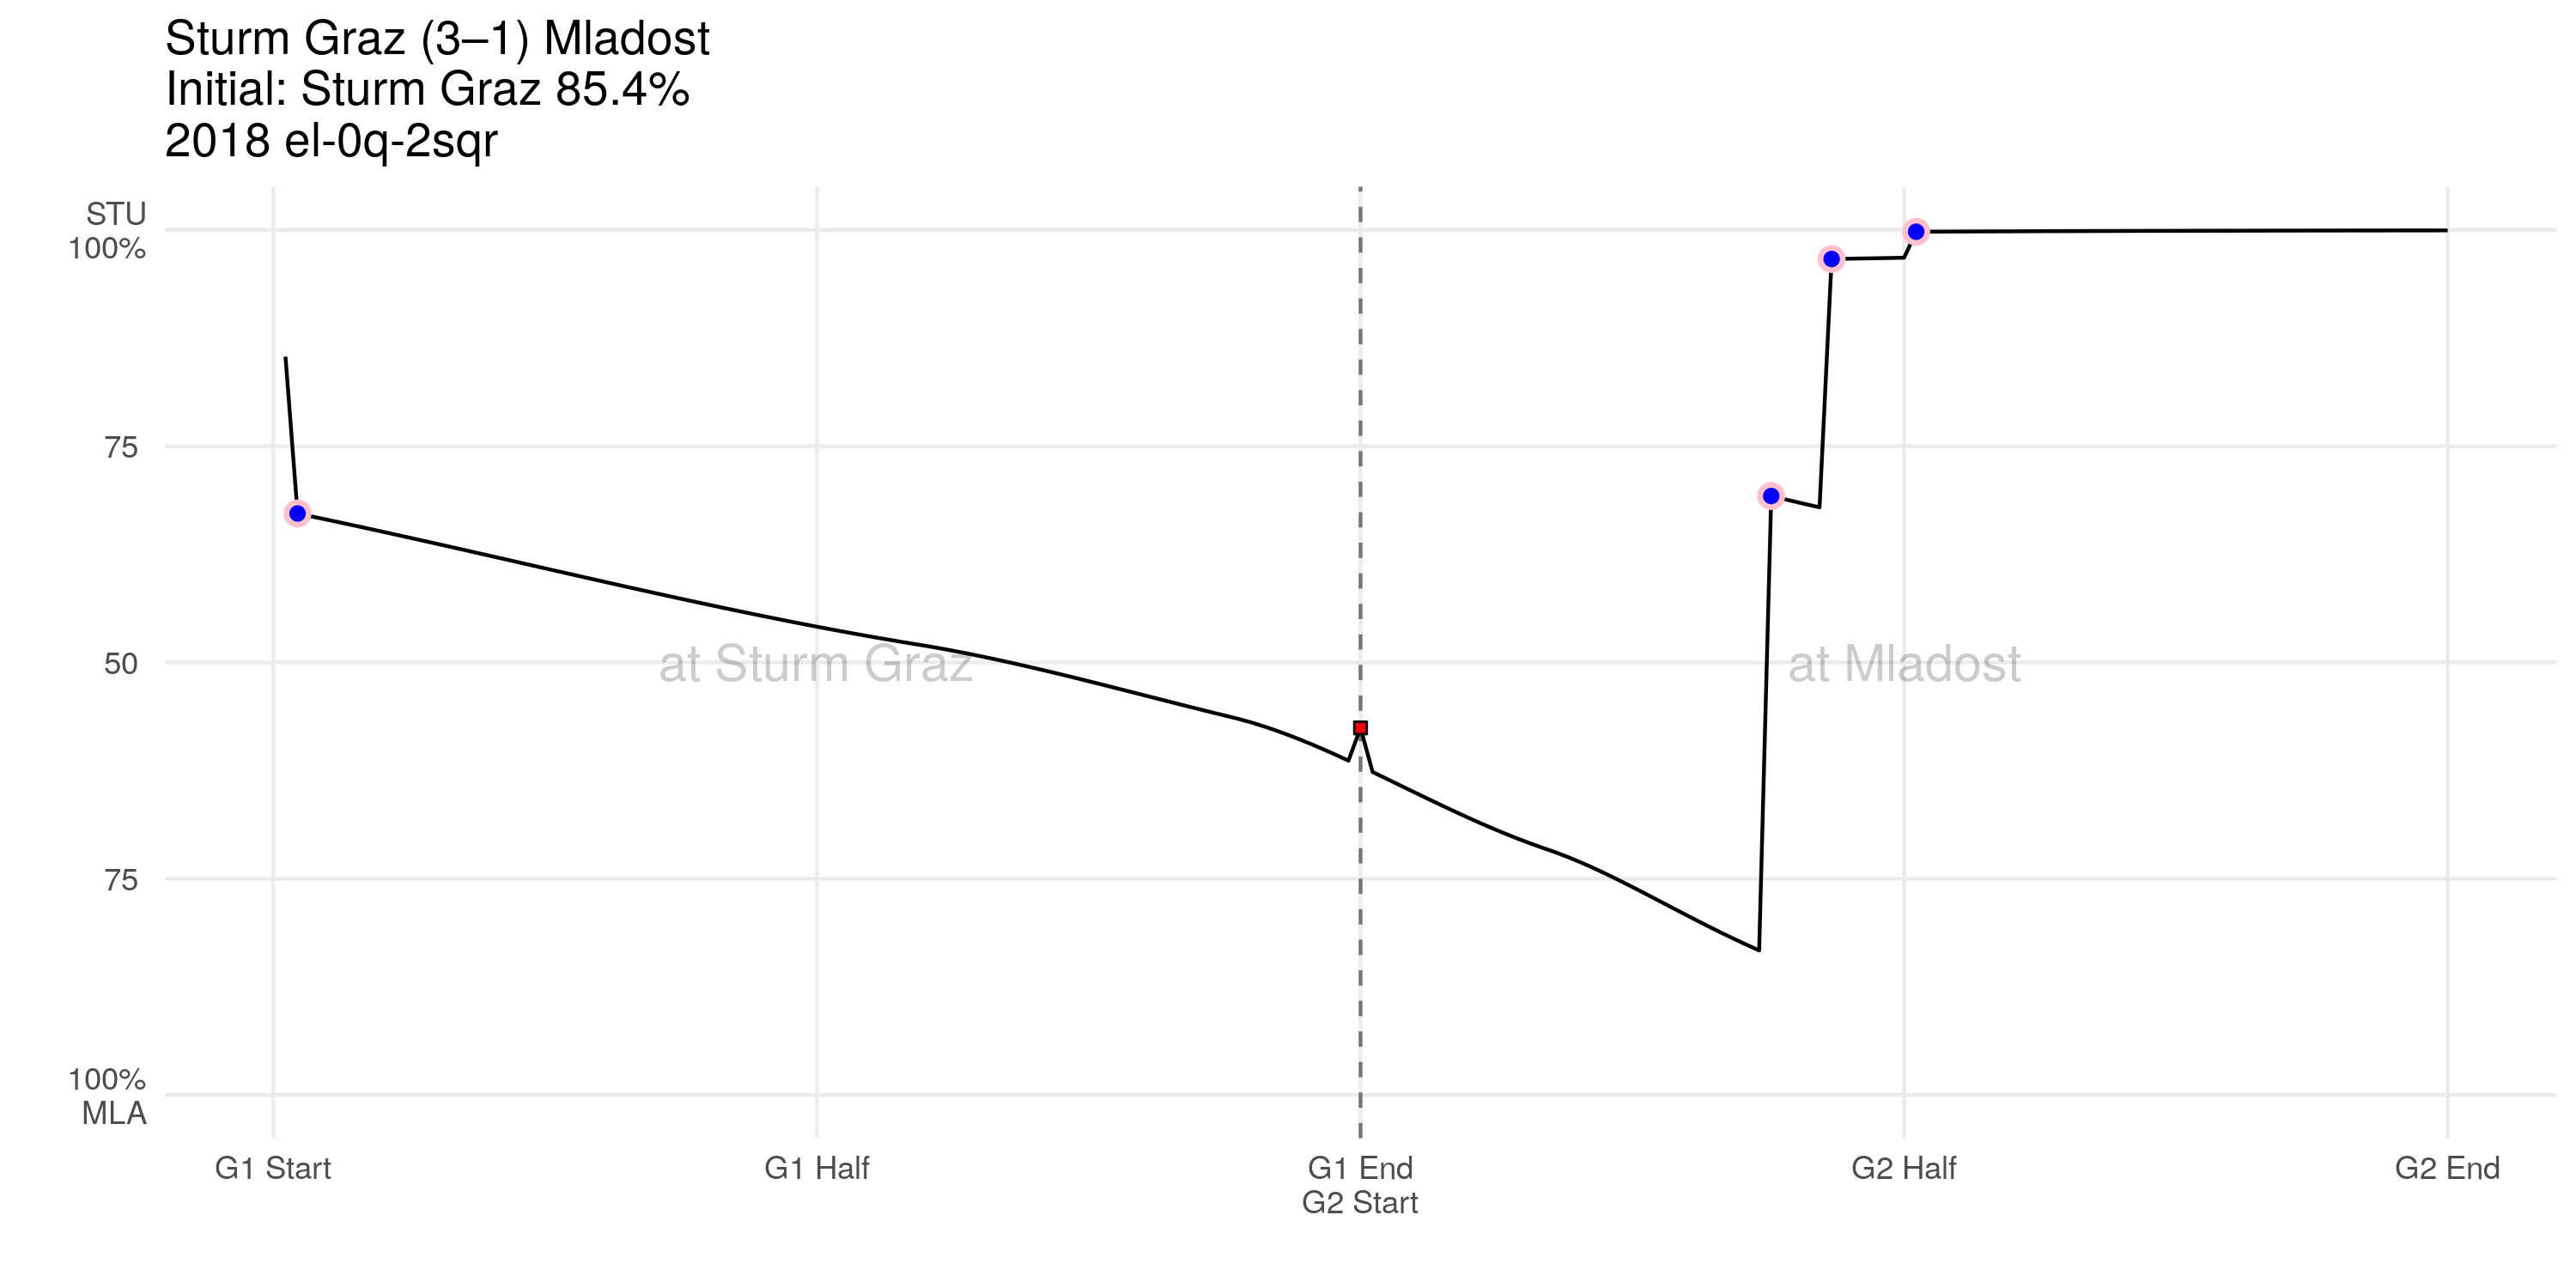 Sturm Graz (3–1) Mladost
Initial: Sturm Graz 85.4%
2018 el-0q-2sqr
STU
100%
75
50
75
100%
MLA
at Sturm Graz
at Mladost
G1 Start
G1 Half
G1 End
G2 Start
G2 Half
G2 End